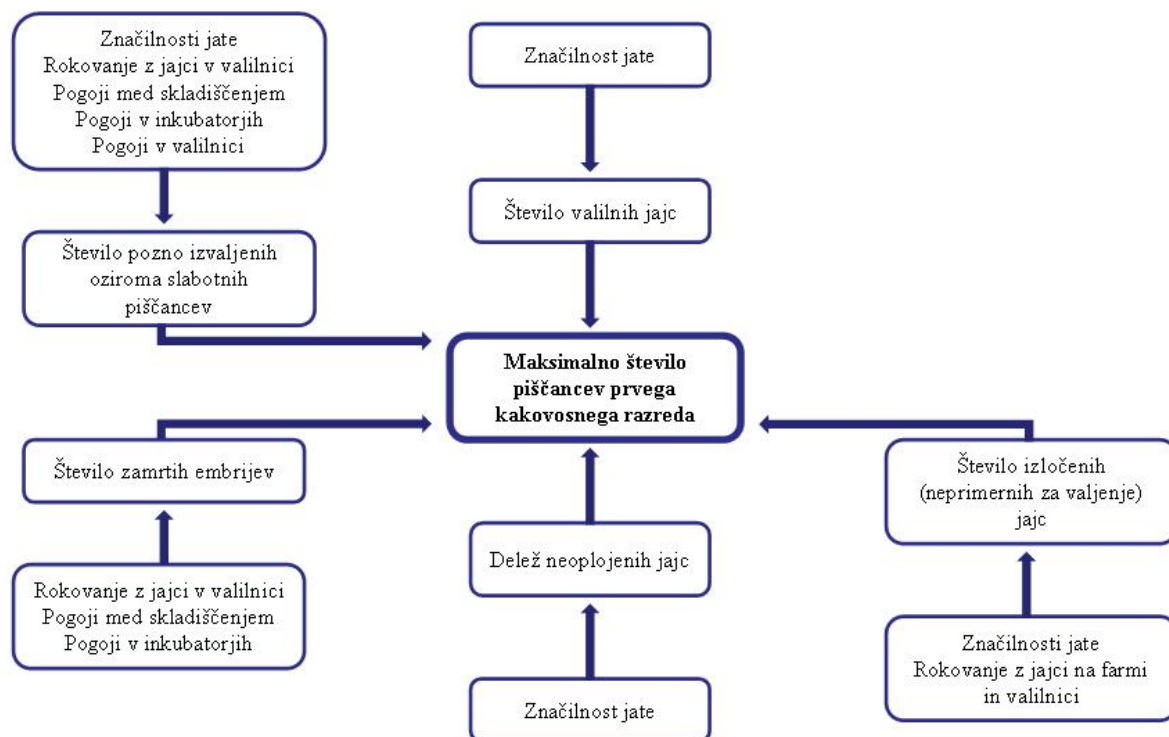 Značilnosti jate
Rokovanje z jajci v valilnici
Pogoji med skladiščenjem
Pogoji v inkubatorjih
Pogoji v valilnici
Značilnost jate
Število valilnih jajc
Število pozno izvaljenih
oziroma slabotnih
piščancev
Maksimalno število
piščancev prvega
kakovosnega razreda
Število zamrtih embrijev
Rokovanje z jajci v valilnici
Pogoji med skladiščenjem
Pogoji v inkubatorjih
Delež neoplojenih jajc
Značilnost jate
Število izločenih
(neprimernih za valjenje)
jajc
Značilnosti jate
Rokovanje z jajci na farmi
in valilnici